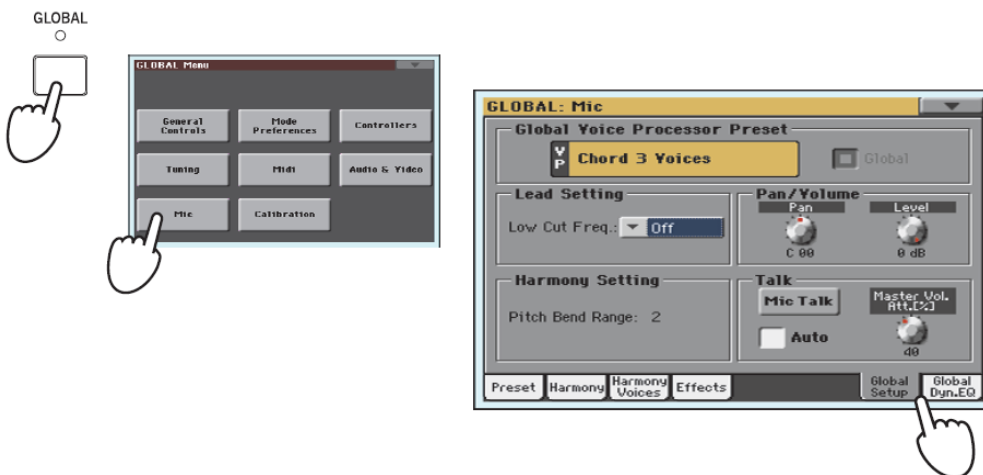 GLOBAL
GLOBAL Menu
General
Controls
Mode
Preferences
Controllers
Tuning
Midi
Audio & Video
Mic
Calibration
GLOBAL: Mic
Global Voice Processor Preset
VP Chord 3 Voices
Global
Lead Setting
Low Cut Freq.: Off
Pan/Volume
Pan
Level
C 00
0 dB
Harmony Setting
Pitch Bend Range: 2
Talk
Mic Talk
Master Vol.
Att.[%]
Auto
40
Preset
Harmony
Harmony
Voices
Effects
Global
Setup
Global
Dyn.EQ